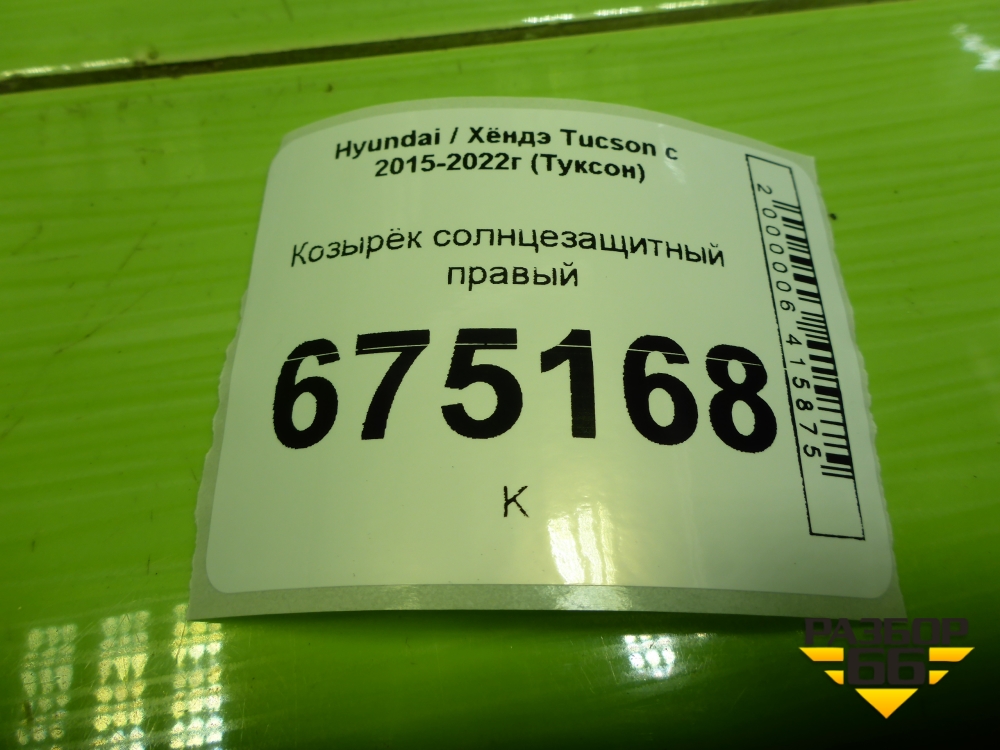 Hyundai / Хёндэ Tucson с
2015-2022г (Туксон)
Козырёк солнцезащитный
правый
675168
К
2000006415875
РАЗБОР
66